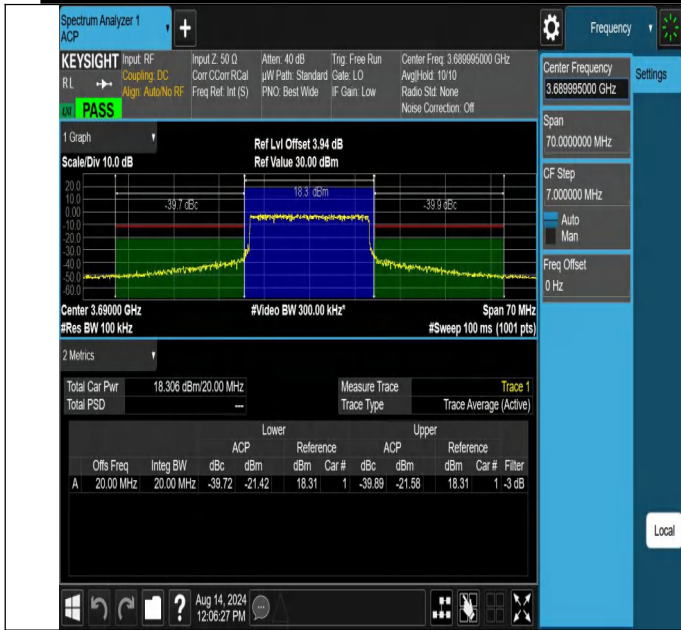 Spectrum Analyzer 1
ACP
Frequency
KEYSIGHT Input: RF Input Z: 50 Ω Atten: 40 dB Trig: Free Run Center Freq: 3.689995000 GHz
RL Coupling: DC Corr CCorr RCal µW Path: Standard Gate: LO Avg|Hold: 10/10
Align: Auto/No RF Freq Ref: Int (S) PNO: Best Wide IF Gain: Low Radio Std: None
PASS Noise Correction: Off
Center Frequency
3.689995000 GHz
Settings
Span
70.0000000 MHz
CF Step
7.000000 MHz
Auto
Man
Freq Offset
0 Hz
1 Graph
Ref Lvl Offset 3.94 dB
Scale/Div 10.0 dB Ref Value 30.00 dBm
20.0
10.0
0.00
-10.0
-20.0
-30.0
-40.0
-50.0
-60.0
-39.7 dBc 18.3 dBm -39.9 dBc
Center 3.69000 GHz #Video BW 300.00 kHz* Span 70 MHz
#Res BW 100 kHz #Sweep 100 ms (1001 pts)
2 Metrics
Total Car Pwr 18.306 dBm/20.00 MHz Measure Trace Trace 1
Total PSD --- Trace Type Trace Average (Active)
Lower Upper
ACP Reference ACP Reference
Offs Freq Integ BW dBc dBm dBm Car # dBc dBm dBm Car # Filter
A 20.00 MHz 20.00 MHz -39.72 -21.42 18.31 1 -39.89 -21.58 18.31 1 -3 dB
Local
Aug 14, 2024
12:06:27 PM